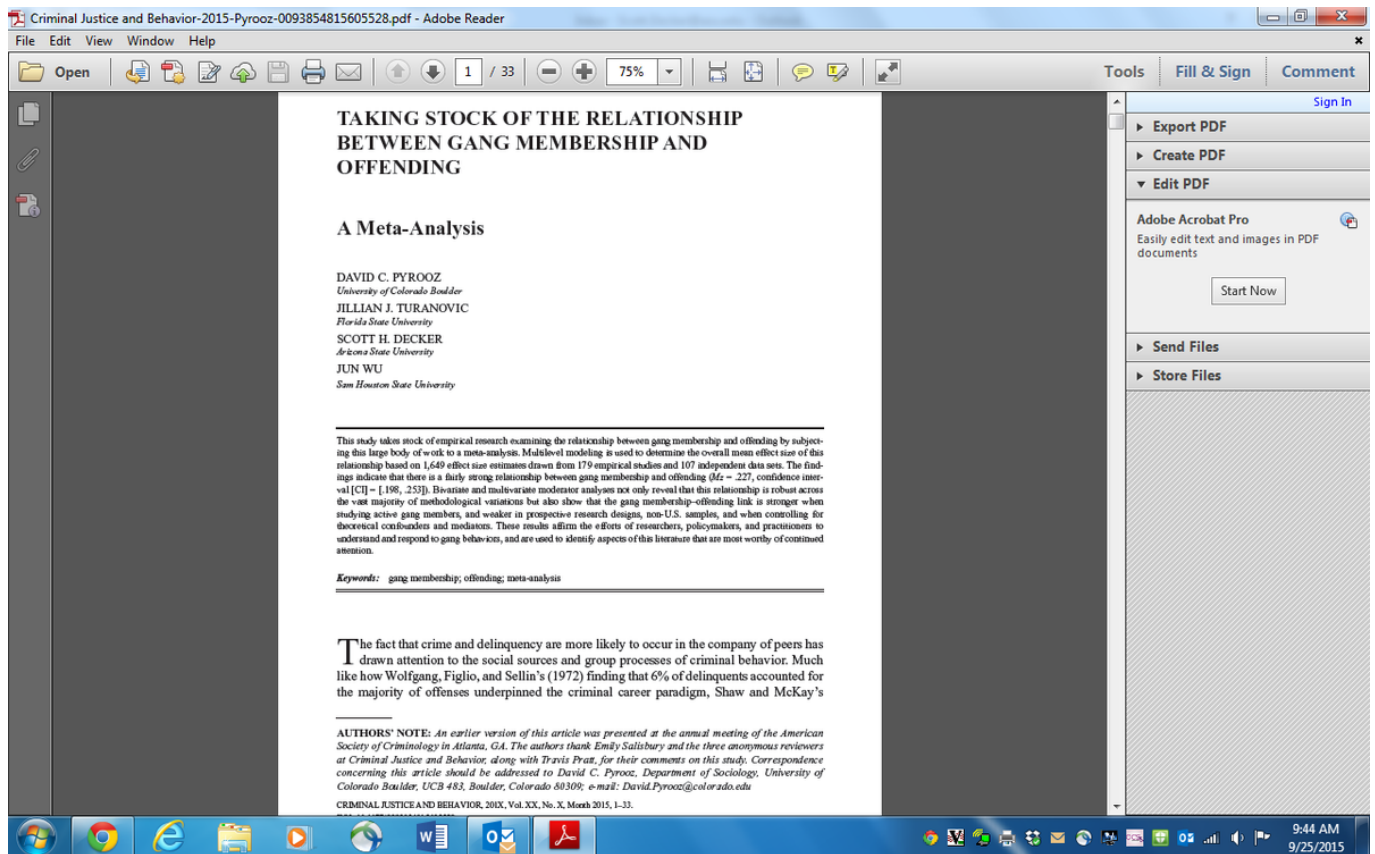 Criminal Justice and Behavior-2015-Pyrooz-0093854815605528.pdf - Adobe Reader
File Edit View Window Help
Open 1 / 33 75% Tools Fill & Sign Comment
Sign In
Export PDF
Create PDF
Edit PDF
Adobe Acrobat Pro
Easily edit text and images in PDF
documents
Start Now
Send Files
Store Files
TAKING STOCK OF THE RELATIONSHIP
BETWEEN GANG MEMBERSHIP AND
OFFENDING
A Meta-Analysis
DAVID C. PYROOZ
University of Colorado Boulder
JILLIAN J. TURANOVIC
Florida State University
SCOTT H. DECKER
Arizona State University
JUN WU
Sam Houston State University
This study takes stock of empirical research examining the relationship between gang membership and offending by subject-
ing this large body of work to a meta-analysis. Multilevel modeling is used to determine the overall mean effect size of this
relationship based on 1,649 effect size estimates drawn from 179 empirical studies and 107 independent data sets. The find-
ings indicate that there is a fairly strong relationship between gang membership and offending (Mz = .227, confidence inter-
val [CI] = [.198, .253]). Bivariate and multivariate moderator analyses not only reveal that this relationship is robust across
the vast majority of methodological variations but also show that the gang membership–offending link is stronger when
studying active gang members, and weaker in prospective research designs, non-U.S. samples, and when controlling for
theoretical confounders and mediators. These results affirm the efforts of researchers, policymakers, and practitioners to
understand and respond to gang behaviors, and are used to identify aspects of this literature that are most worthy of continued
attention.
Keywords: gang membership; offending; meta-analysis
The fact that crime and delinquency are more likely to occur in the company of peers has
drawn attention to the social sources and group processes of criminal behavior. Much
like how Wolfgang, Figlio, and Sellin's (1972) finding that 6% of delinquents accounted for
the majority of offenses underpinned the criminal career paradigm, Shaw and McKay's
AUTHORS' NOTE: An earlier version of this article was presented at the annual meeting of the American
Society of Criminology in Atlanta, GA. The authors thank Emily Salisbury and the three anonymous reviewers
at Criminal Justice and Behavior, along with Travis Pratt, for their comments on this study. Correspondence
concerning this article should be addressed to David C. Pyrooz, Department of Sociology, University of
Colorado Boulder, UCB 483, Boulder, Colorado 80309; e-mail: David.Pyrooz@colorado.edu
CRIMINAL JUSTICE AND BEHAVIOR, 201X, Vol. XX, No. X, Month 2015, 1–33.
9:44 AM
9/25/2015